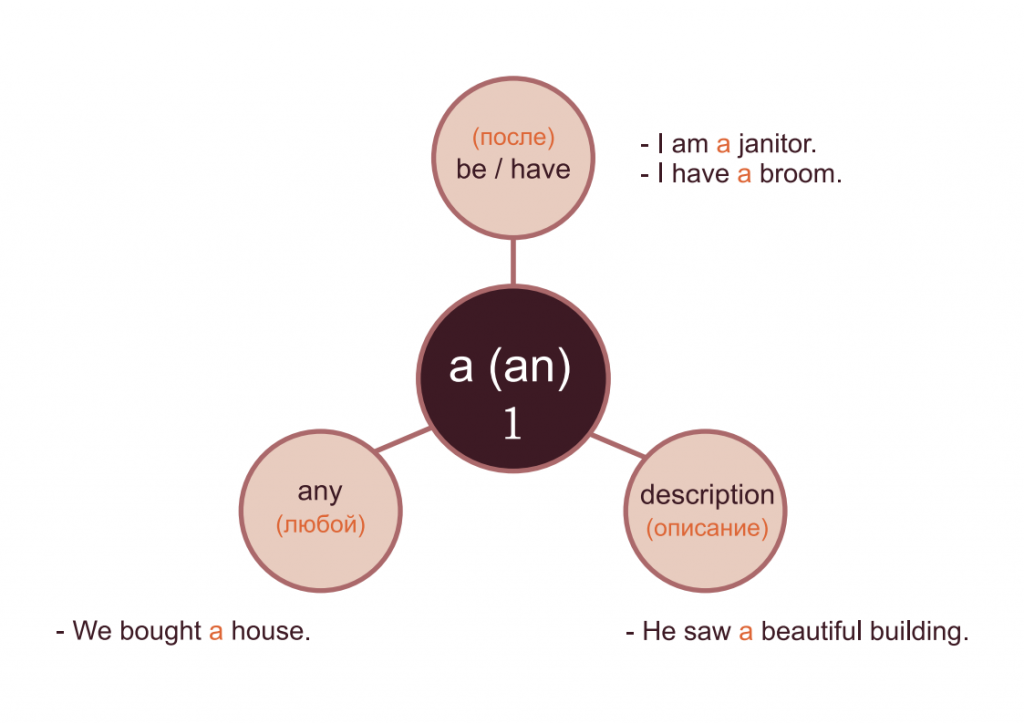 (после)
be / have
- I am a janitor.
- I have a broom.
a (an)
1
any
(любой)
description
(описание)
- We bought a house.
- He saw a beautiful building.